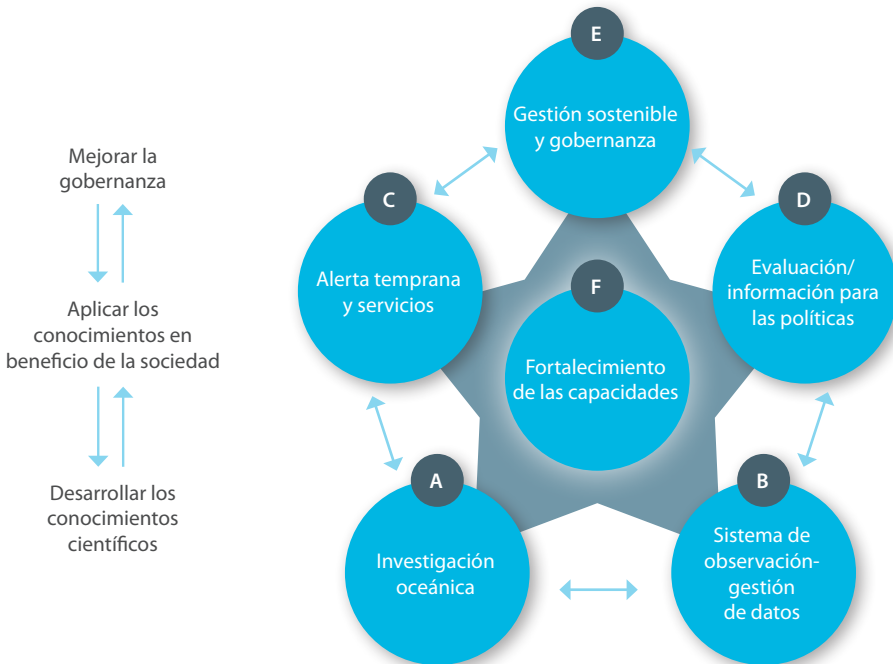 Mejorar la
gobernanza
Aplicar los
conocimientos en
beneficio de la sociedad
Desarrollar los
conocimientos
científicos
E
Gestión sostenible
y gobernanza
C
Alerta temprana
y servicios
D
Evaluación/
información para
las políticas
F
Fortalecimiento
de las capacidades
A
Investigación
oceánica
B
Sistema de
observación-
gestión
de datos